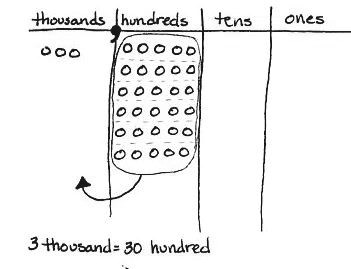 thousands hundreds tens ones
3 thousand = 30 hundred